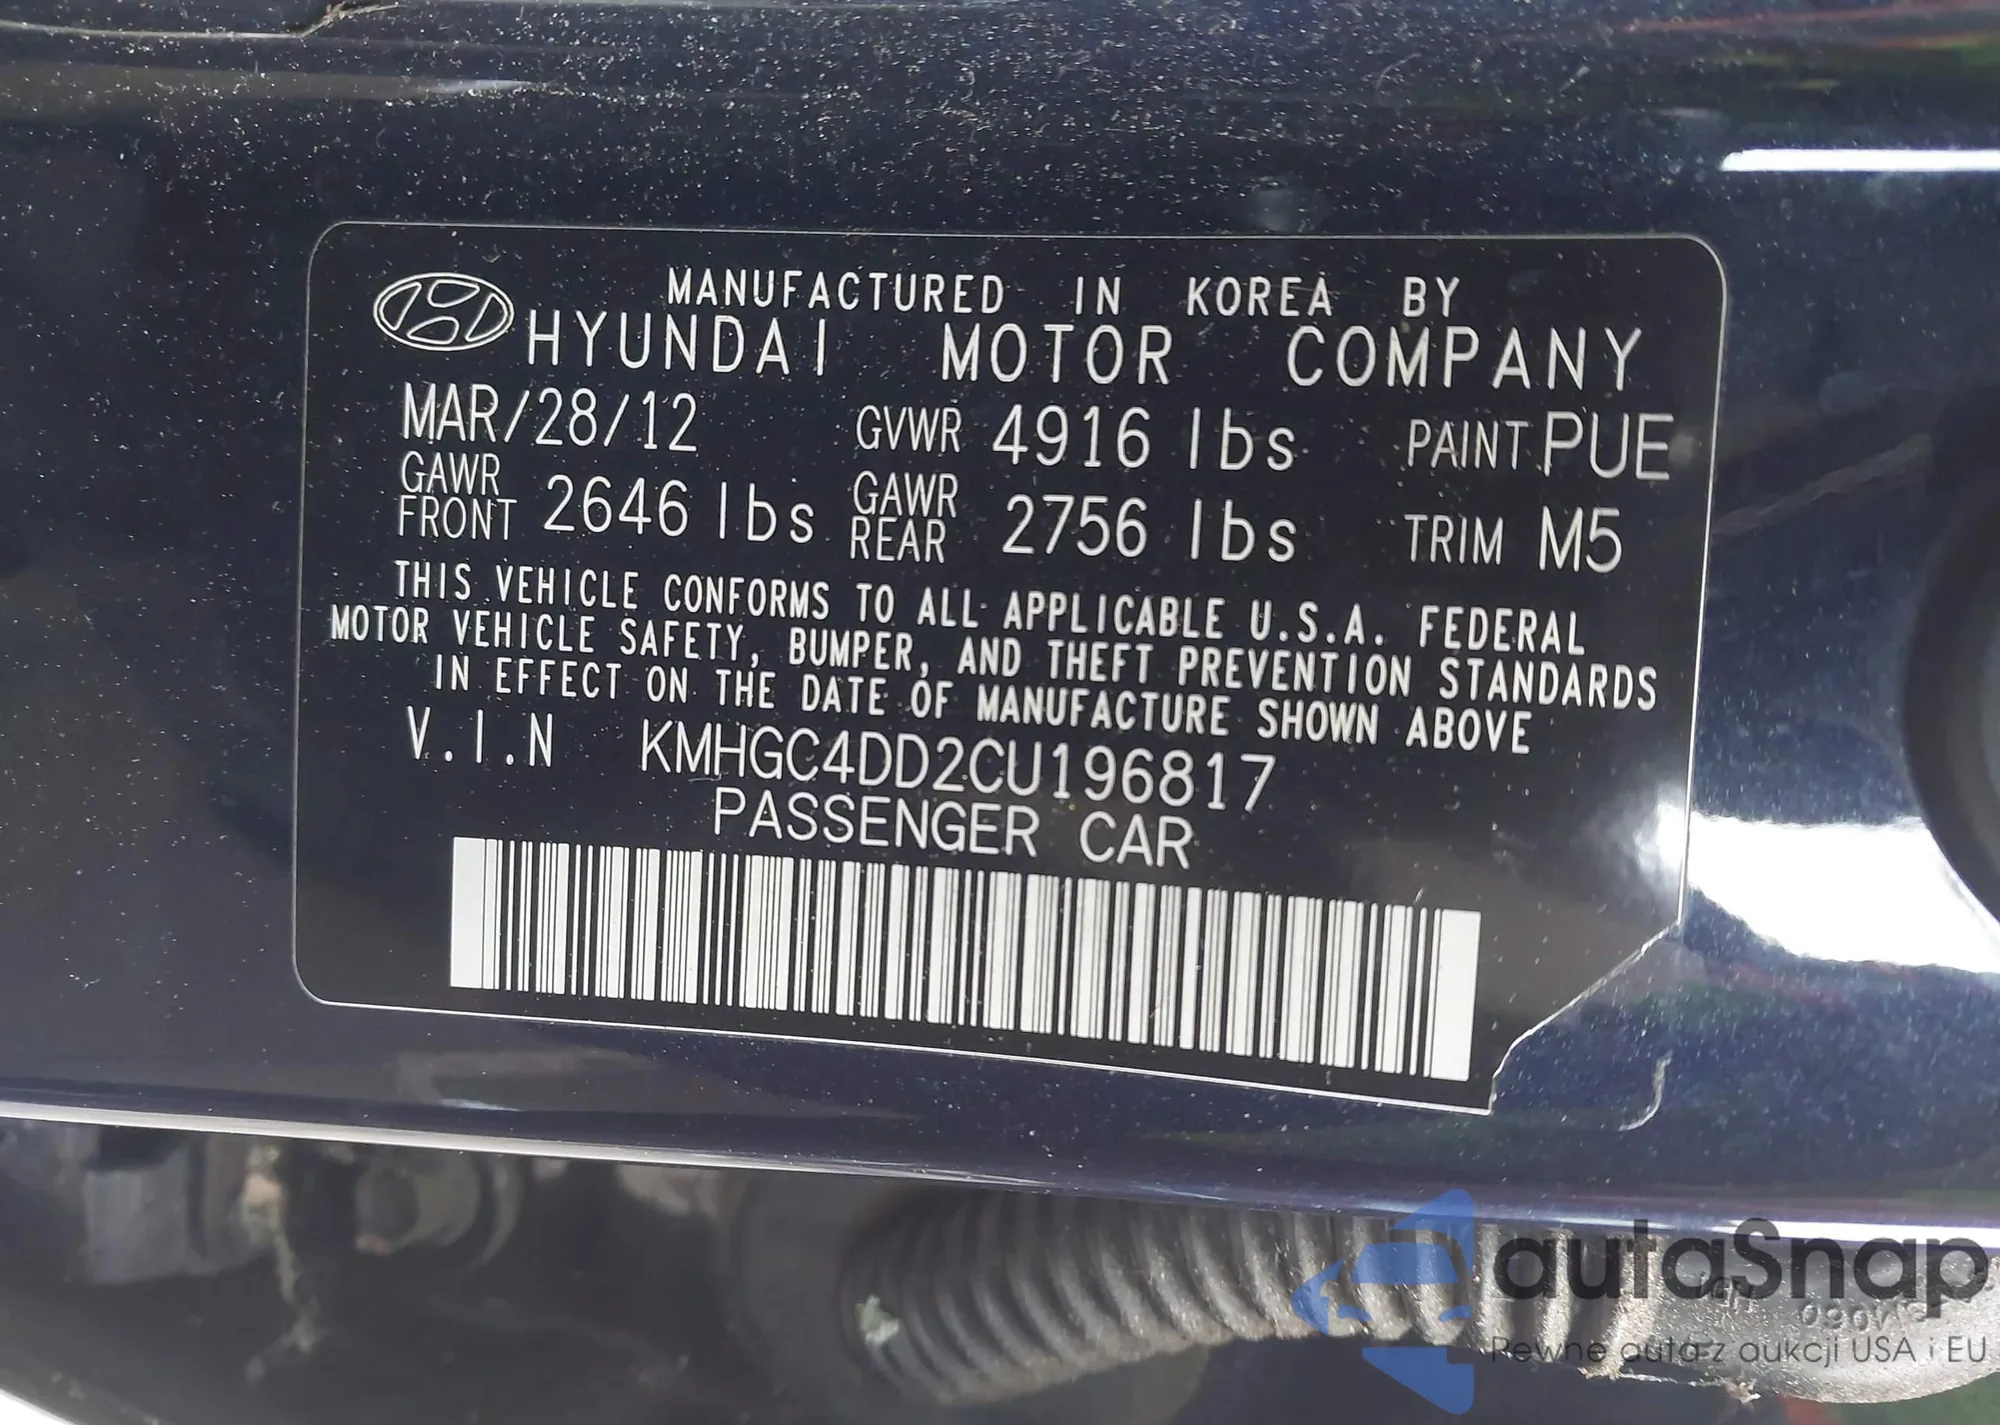 MANUFACTURED IN KOREA BY
HYUNDAI MOTOR COMPANY
MAR/28/12 GVWR 4916 lbs PAINT PUE
GAWR FRONT 2646 lbs GAWR REAR 2756 lbs TRIM M5
THIS VEHICLE CONFORMS TO ALL APPLICABLE U.S.A. FEDERAL
MOTOR VEHICLE SAFETY, BUMPER, AND THEFT PREVENTION STANDARDS
IN EFFECT ON THE DATE OF MANUFACTURE SHOWN ABOVE
V.I.N KMHGC4DD2CU196817
PASSENGER CAR
autaSnap
Pewne auta z aukcji USA i EU